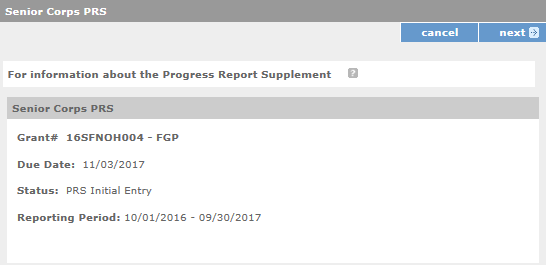 Senior Corps PRS
cancel
next
For information about the Progress Report Supplement ?
Senior Corps PRS
Grant# 16SFNOH004 - FGP
Due Date: 11/03/2017
Status: PRS Initial Entry
Reporting Period: 10/01/2016 - 09/30/2017